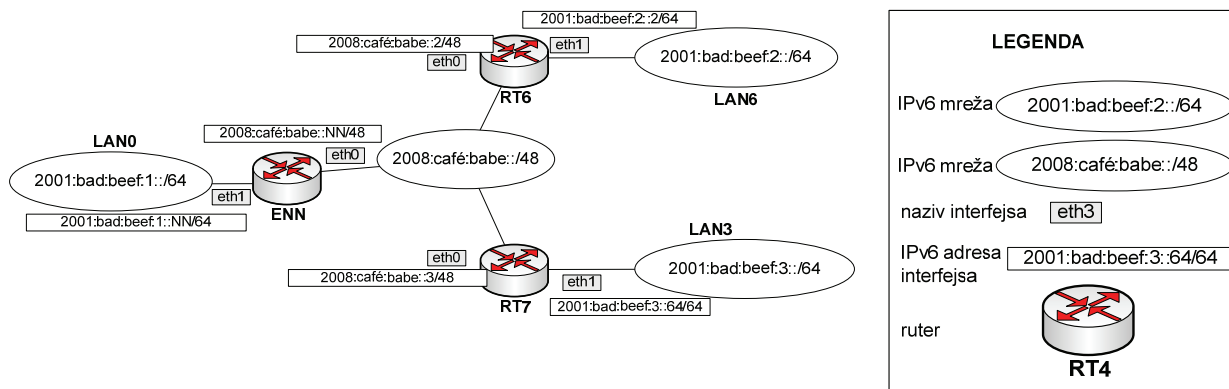 2001:bad:beef:2::2/64
2008:café:babe::2/48
eth1
eth0
2001:bad:beef:2::/64
RT6
LAN6
2008:café:babe::NN/48
LAN0
eth0
2008:café:babe::/48
2001:bad:beef:1::/64
eth1
ENN
2001:bad:beef:1::NN/64
LAN3
eth0
2008:café:babe::3/48
eth1
2001:bad:beef:3::/64
RT7
2001:bad:beef:3::64/64
LEGENDA
IPv6 mreža
2001:bad:beef:2::/64
IPv6 mreža
2008:café:babe::/48
naziv interfejsa
eth3
IPv6 adresa
interfejsa
2001:bad:beef:3::64/64
ruter
RT4